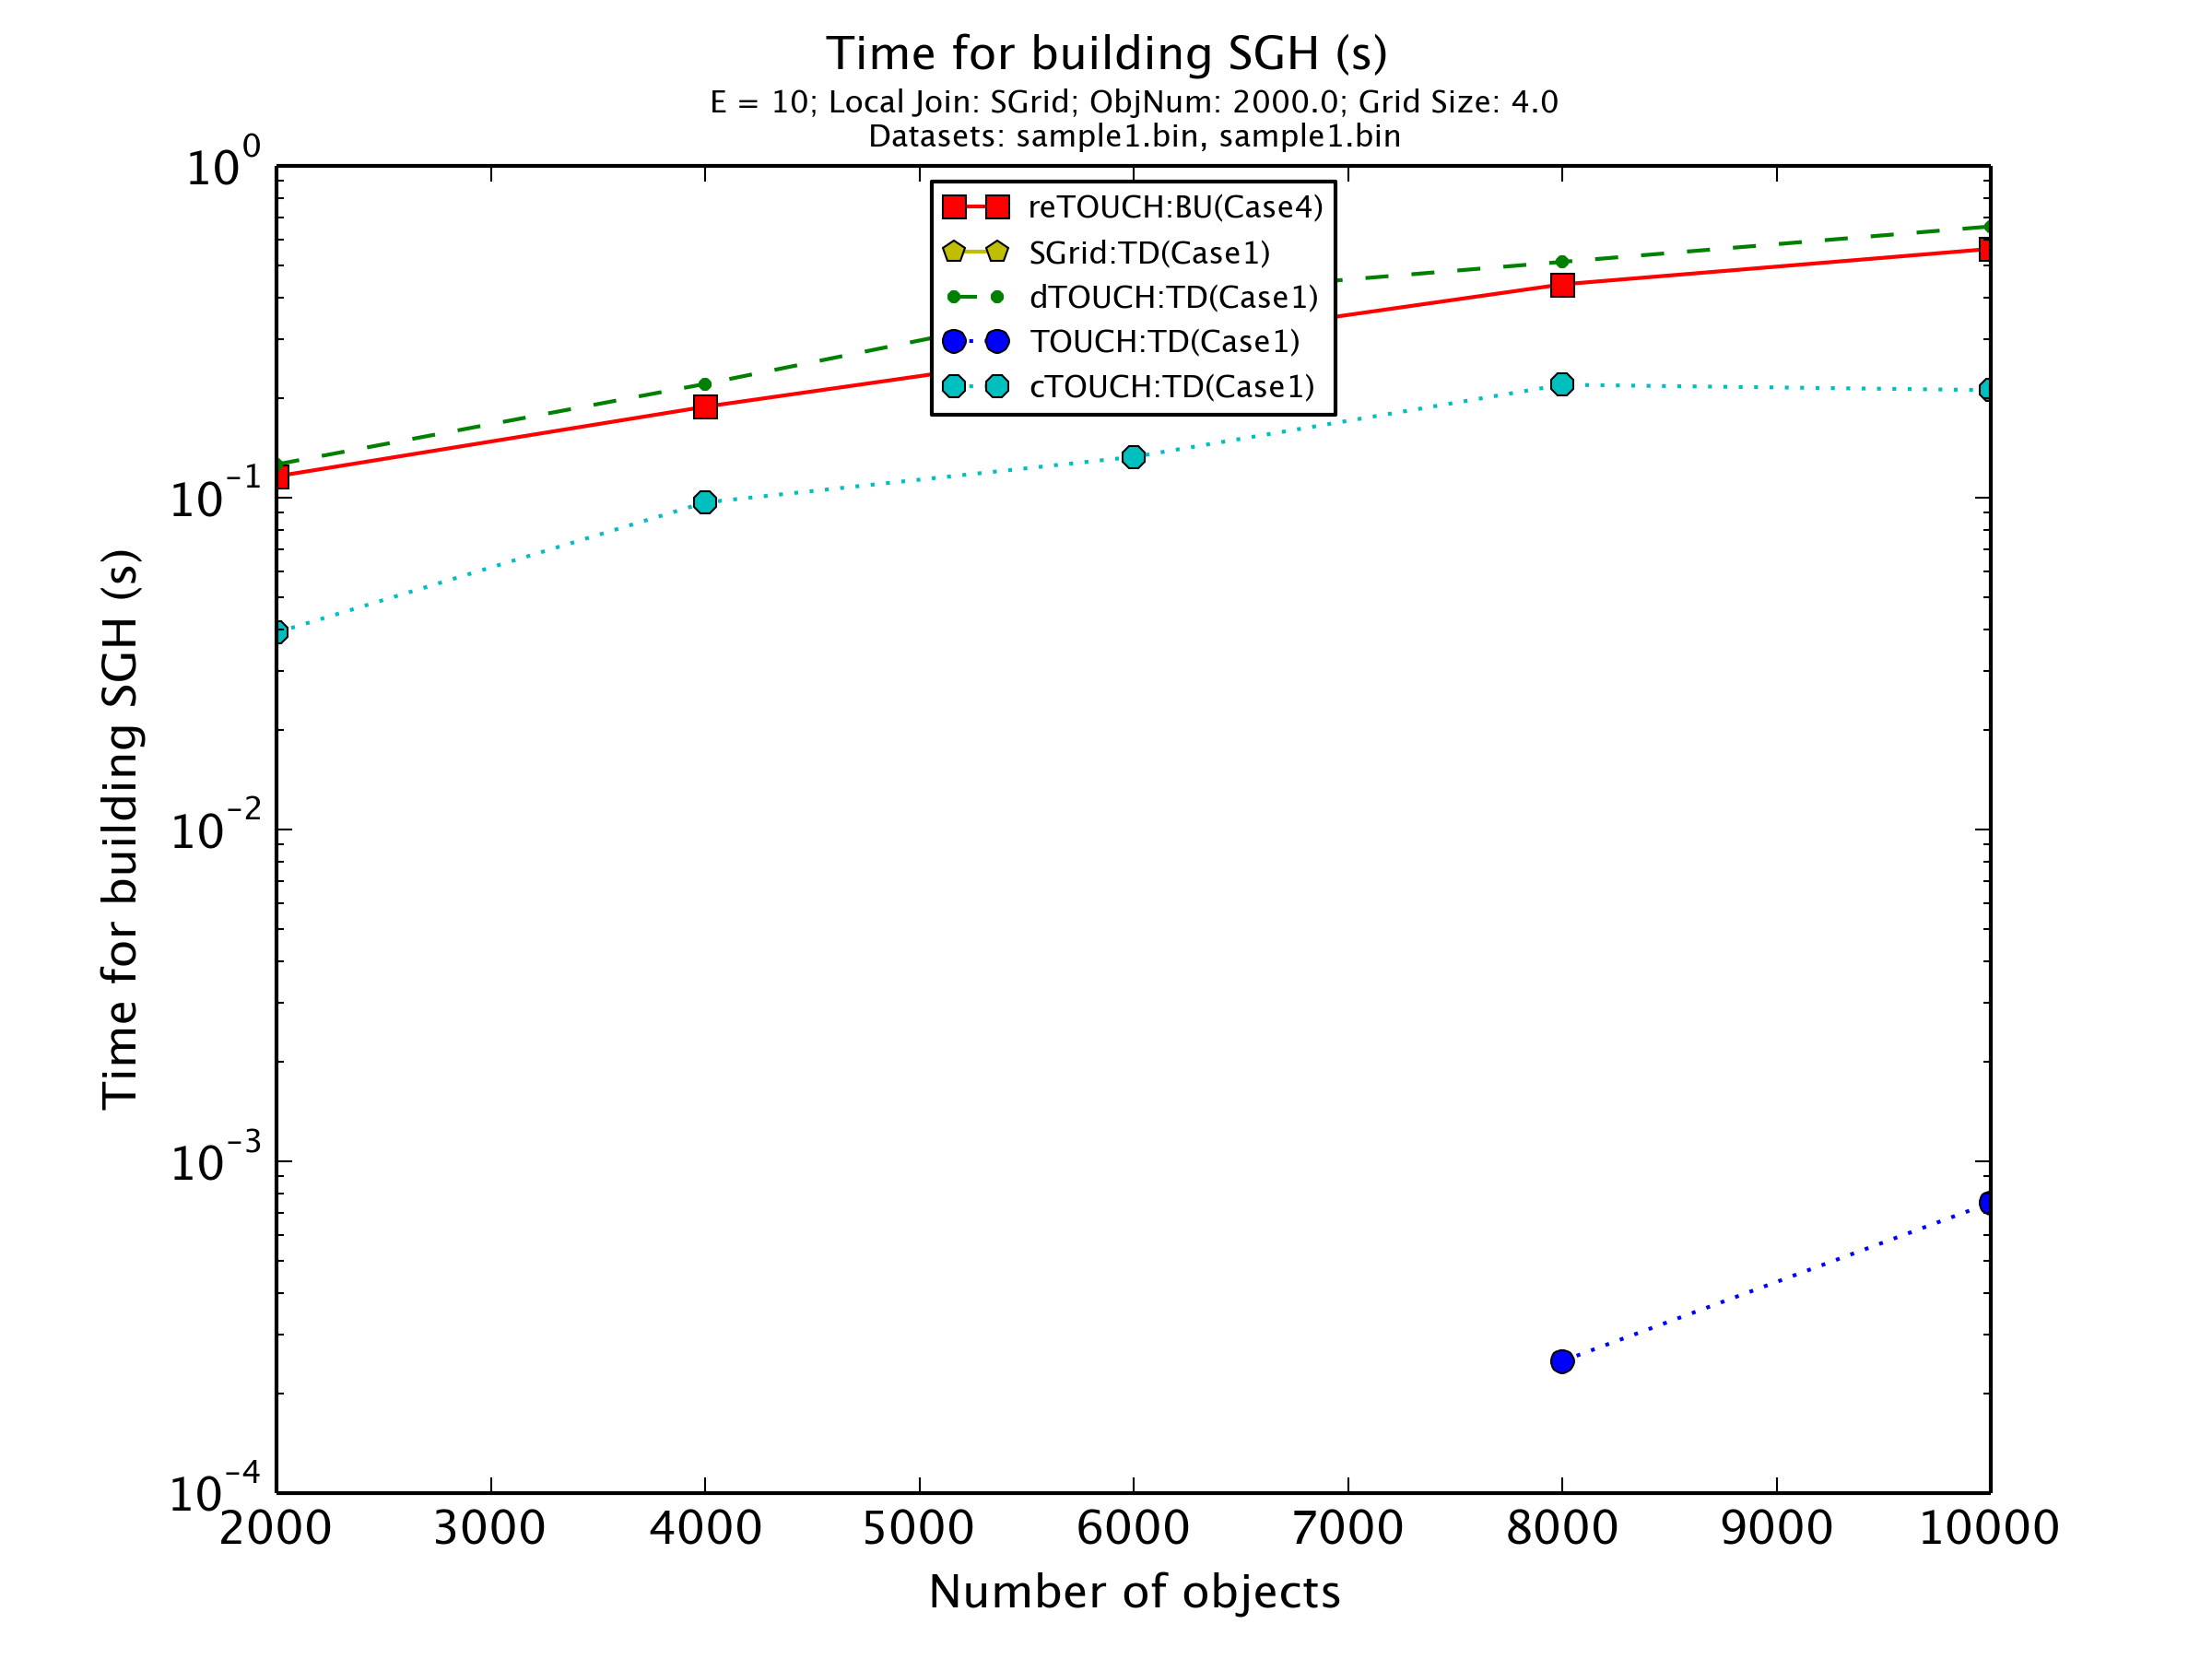 Time for building SGH (s)
E = 10; Local Join: SGrid; ObjNum: 2000.0; Grid Size: 4.0
Datasets: sample1.bin, sample1.bin
10^0
10^-1
10^-2
10^-3
10^-4
Time for building SGH (s)
reTOUCH:BU(Case4)
SGrid:TD(Case1)
dTOUCH:TD(Case1)
TOUCH:TD(Case1)
cTOUCH:TD(Case1)
2000 3000 4000 5000 6000 7000 8000 9000 10000
Number of objects